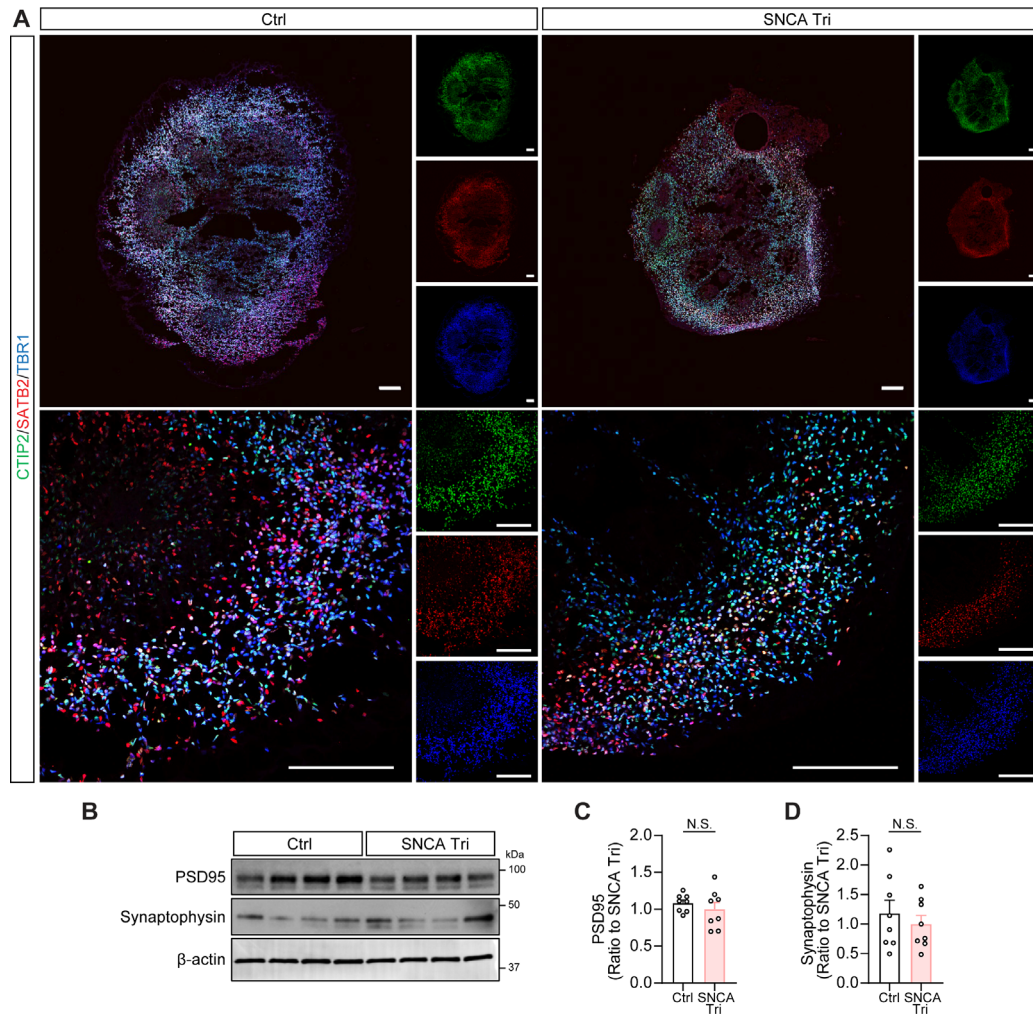 A
Ctrl
SNCA Tri
CTIP2/SATB2/TBR1
B
Ctrl
SNCA Tri
kDa
PSD95
100
Synaptophysin
50
β-actin
37
C
N.S.
PSD95
(Ratio to SNCA Tri)
2.0
1.5
1.0
0.5
0.0
Ctrl
SNCA
Tri
D
N.S.
Synaptophysin
(Ratio to SNCA Tri)
2.5
2.0
1.5
1.0
0.5
0.0
Ctrl
SNCA
Tri